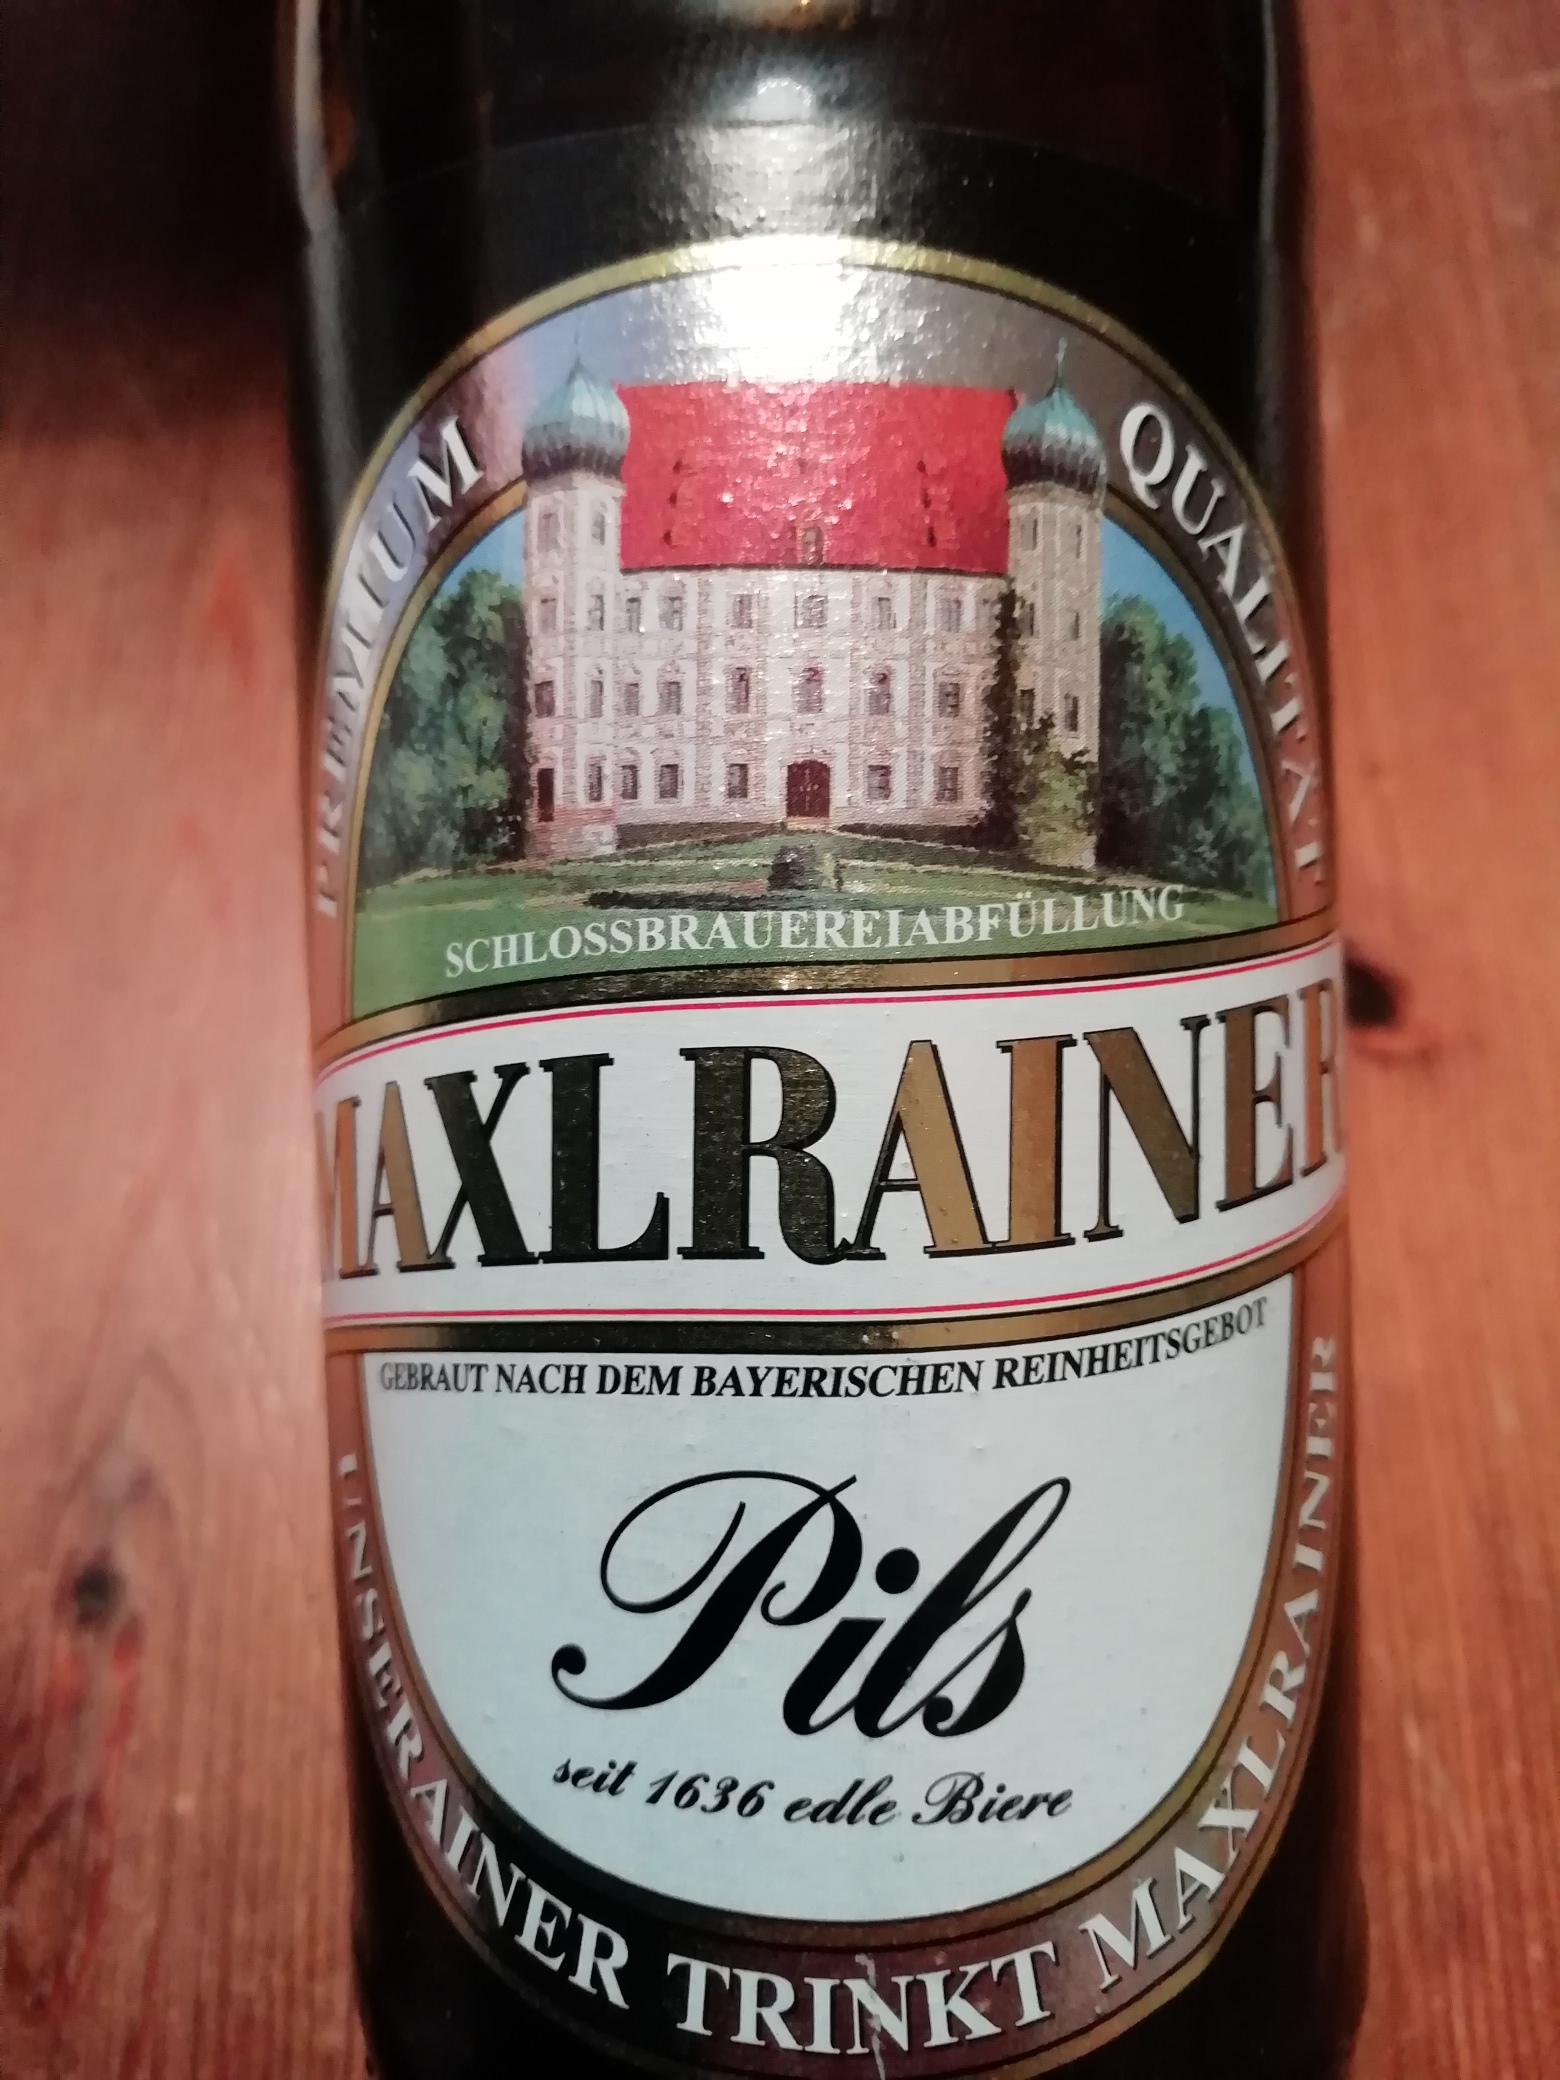 PREMIUM QUALITÄT
SCHLOSSBRAUEREIABFÜLLUNG
MAXLRAINER
GEBRAUT NACH DEM BAYERISCHEN REINHEITSGEBOT
Pils
seit 1636 edle Biere
UNSERAINER TRINKT MAXLRAINER